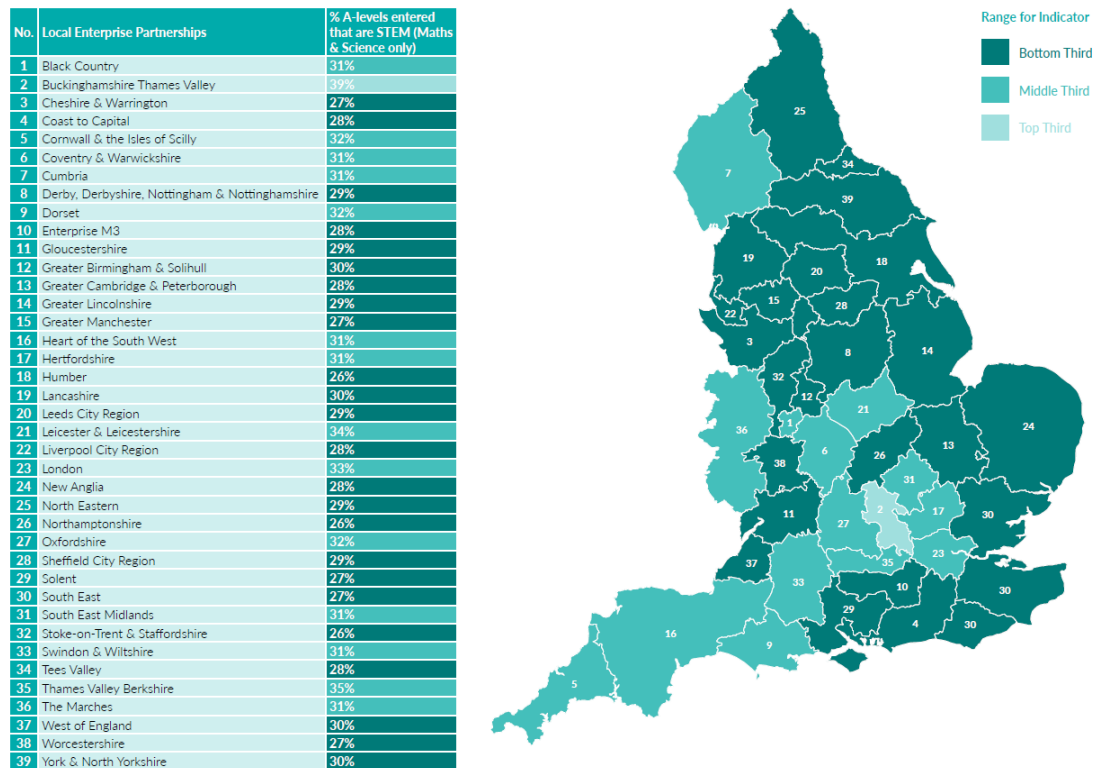 No. Local Enterprise Partnerships % A-levels entered that are STEM (Maths & Science only)
1 Black Country 31%
2 Buckinghamshire Thames Valley 39%
3 Cheshire & Warrington 27%
4 Coast to Capital 28%
5 Cornwall & the Isles of Scilly 32%
6 Coventry & Warwickshire 31%
7 Cumbria 31%
8 Derby, Derbyshire, Nottingham & Nottinghamshire 29%
9 Dorset 32%
10 Enterprise M3 28%
11 Gloucestershire 29%
12 Greater Birmingham & Solihull 30%
13 Greater Cambridge & Peterborough 28%
14 Greater Lincolnshire 29%
15 Greater Manchester 27%
16 Heart of the South West 31%
17 Hertfordshire 31%
18 Humber 26%
19 Lancashire 30%
20 Leeds City Region 29%
21 Leicester & Leicestershire 34%
22 Liverpool City Region 28%
23 London 33%
24 New Anglia 28%
25 North Eastern 29%
26 Northamptonshire 26%
27 Oxfordshire 32%
28 Sheffield City Region 29%
29 Solent 27%
30 South East 27%
31 South East Midlands 31%
32 Stoke-on-Trent & Staffordshire 26%
33 Swindon & Wiltshire 31%
34 Tees Valley 28%
35 Thames Valley Berkshire 35%
36 The Marches 31%
37 West of England 30%
38 Worcestershire 27%
39 York & North Yorkshire 30%
Range for Indicator
Bottom Third
Middle Third
Top Third
25
34
7
39
19
18
20
15
28
22
3
8
14
32
12
21
1
36
24
6
13
26
38
31
2
17
11
27
30
23
37
35
33
10
30
29
4
30
16
9
5